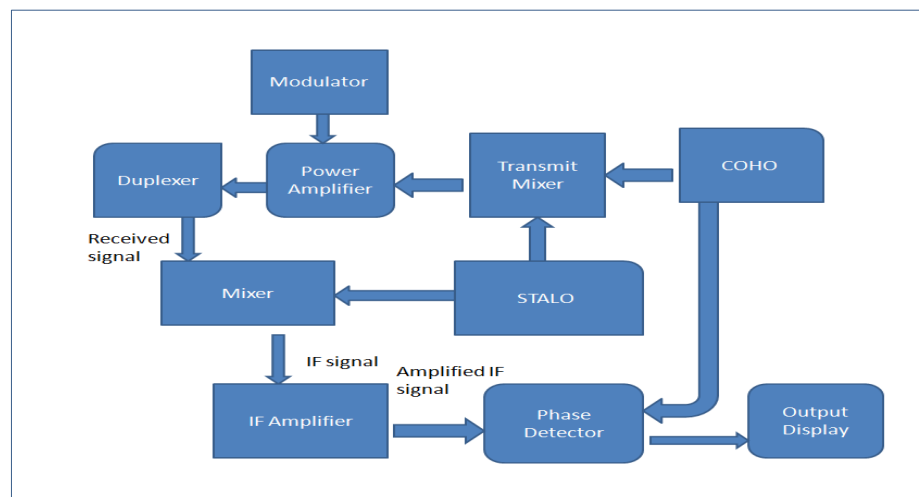 Modulator
Duplexer
Power
Amplifier
Transmit
Mixer
COHO
Received
signal
Mixer
STALO
IF signal
Amplified IF
signal
IF Amplifier
Phase
Detector
Output
Display